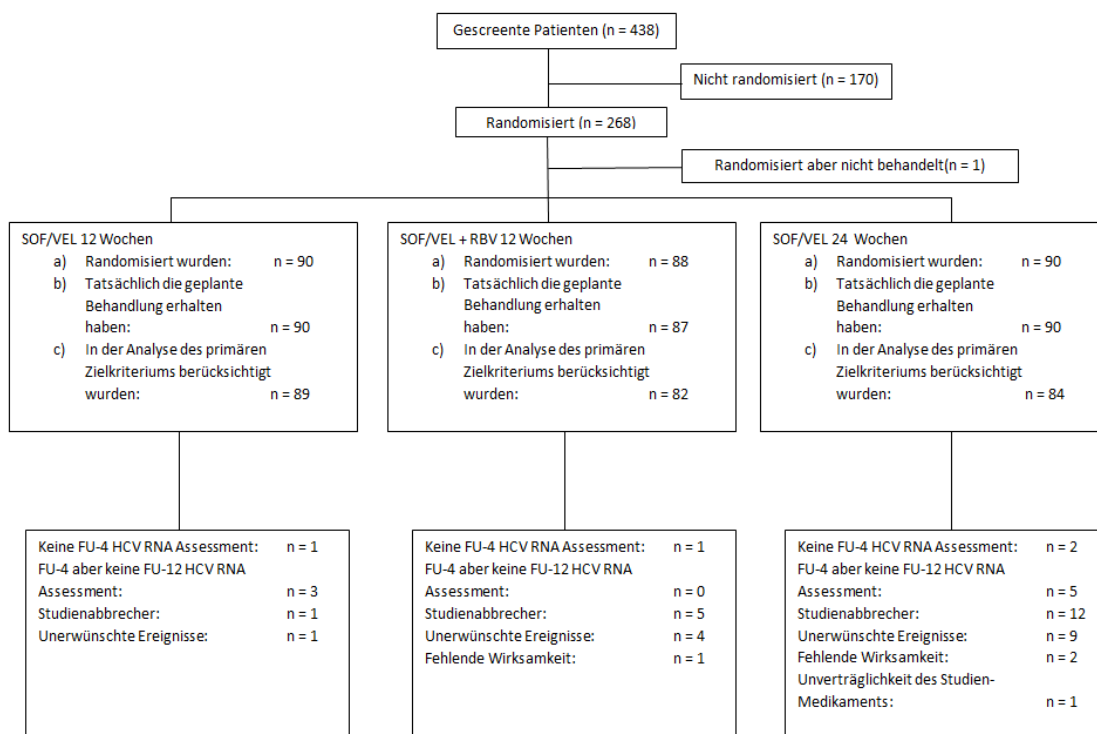 Gescreente Patienten (n = 438)
Nicht randomisiert (n = 170)
Randomisiert (n = 268)
Randomisiert aber nicht behandelt(n = 1)
SOF/VEL 12 Wochen
a) Randomisiert wurden: n = 90
b) Tatsächlich die geplante
Behandlung erhalten
haben: n = 90
c) In der Analyse des primären
Zielkriteriums berücksichtigt
wurden: n = 89
SOF/VEL + RBV 12 Wochen
a) Randomisiert wurden: n = 88
b) Tatsächlich die geplante
Behandlung erhalten
haben: n = 87
c) In der Analyse des primären
Zielkriteriums berücksichtigt
wurden: n = 82
SOF/VEL 24 Wochen
a) Randomisiert wurden: n = 90
b) Tatsächlich die geplante
Behandlung erhalten
haben: n = 90
c) In der Analyse des primären
Zielkriteriums berücksichtigt
wurden: n = 84
Keine FU-4 HCV RNA Assessment: n = 1
FU-4 aber keine FU-12 HCV RNA
Assessment: n = 3
Studienabbrecher: n = 1
Unerwünschte Ereignisse: n = 1
Keine FU-4 HCV RNA Assessment: n = 1
FU-4 aber keine FU-12 HCV RNA
Assessment: n = 0
Studienabbrecher: n = 5
Unerwünschte Ereignisse: n = 4
Fehlende Wirksamkeit: n = 1
Keine FU-4 HCV RNA Assessment: n = 2
FU-4 aber keine FU-12 HCV RNA
Assessment: n = 5
Studienabbrecher: n = 12
Unerwünschte Ereignisse: n = 9
Fehlende Wirksamkeit: n = 2
Unverträglichkeit des Studien-
Medikaments: n = 1